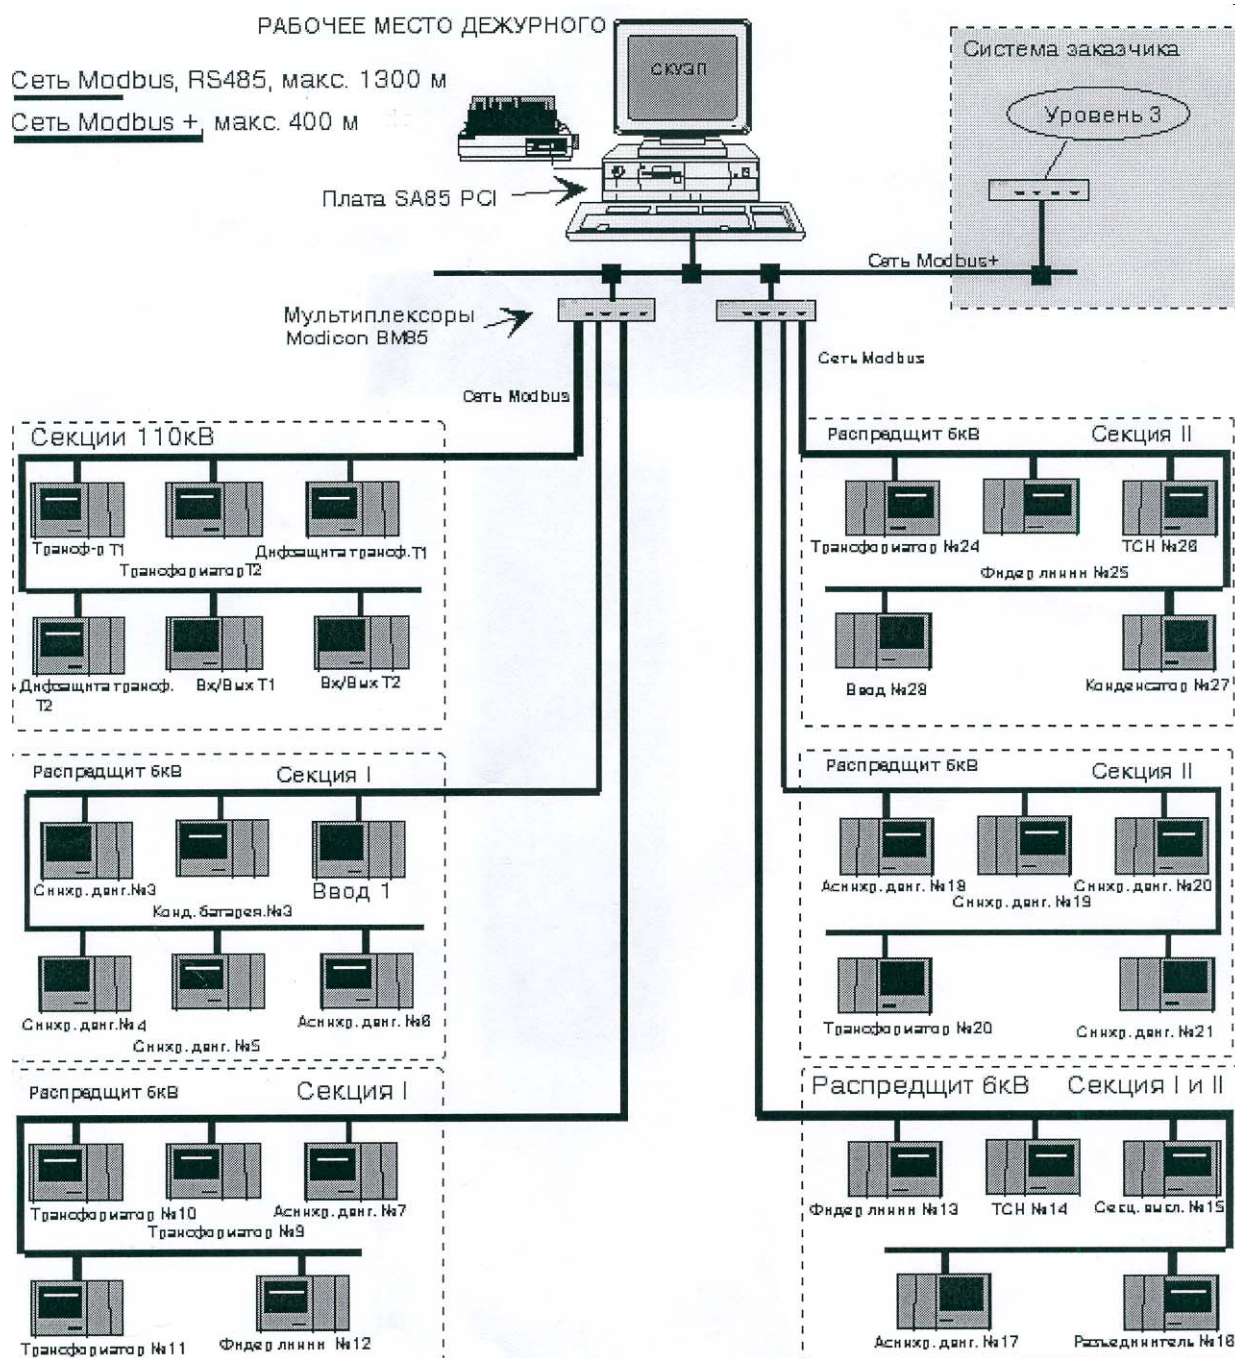 РАБОЧЕЕ МЕСТО ДЕЖУРНОГО
СКУЭП
Система заказчика
Уровень 3
Сеть Modbus, RS485, макс. 1300 м
Сеть Modbus +, макс. 400 м
Плата SA85 PCI
Сеть Modbus+
Мультиплексоры
Modicon BM85
Сеть Modbus
Сеть Modbus
Секции 110кВ
Трансф-р Т1
Трансформатор Т2
Дифзащита трансф. Т1
Дифзащита трансф.
Т2
Вх/Вых Т1
Вх/Вых Т2
Распредщит 6кВ
Секция II
Трансформатор №24
Фидер линии №25
ТСН №26
Ввод №28
Конденсатор №27
Распредщит 6кВ
Секция I
Синхр. двиг. №3
Конд. батарея. №3
Ввод 1
Синхр. двиг. №4
Синхр. двиг. №5
Асинхр. двиг. №6
Распредщит 6кВ
Секция II
Асинхр. двиг. №18
Синхр. двиг. №19
Синхр. двиг. №20
Трансформатор №20
Синхр. двиг. №21
Распредщит 6кВ
Секция I
Трансформатор №10
Трансформатор №9
Асинхр. двиг. №7
Трансформатор №11
Фидер линии №12
Распредщит 6кВ
Секция I и II
Фидер линии №13
ТСН №14
Секц. выкл. №15
Асинхр. двиг. №17
Разъединитель №16